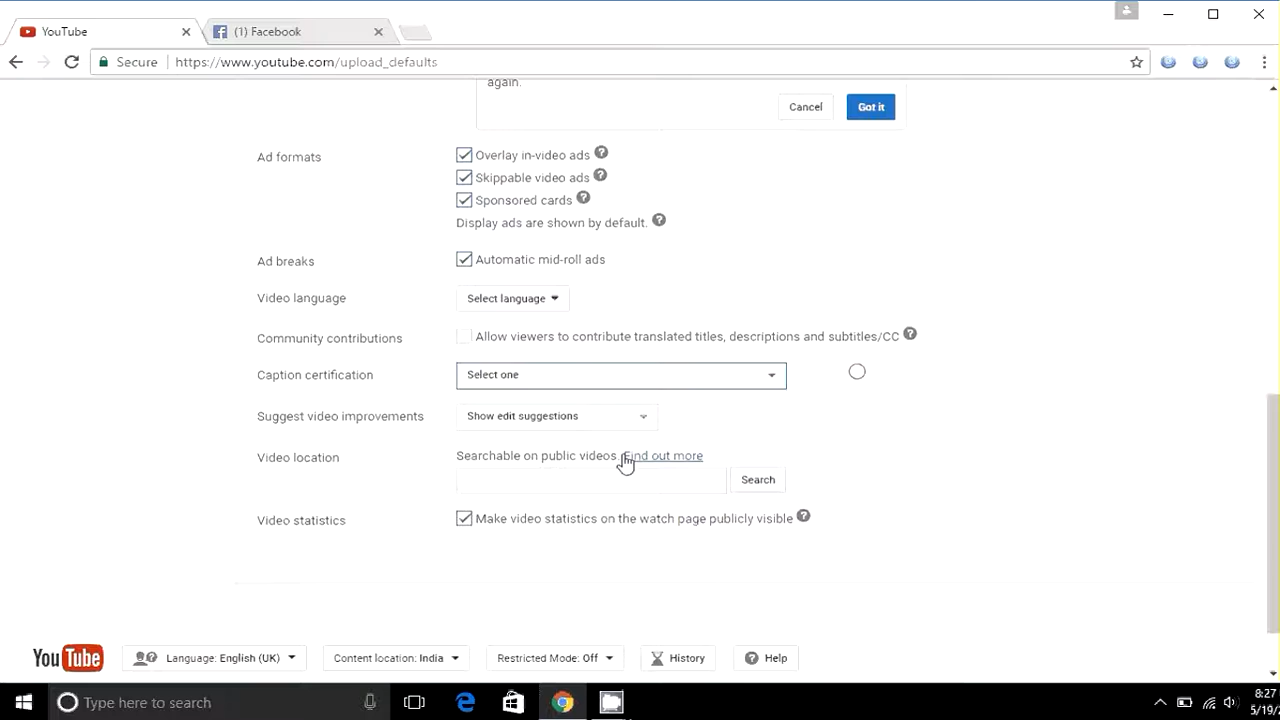 YouTube
(1) Facebook
Secure
https://www.youtube.com/upload_defaults
again.
Cancel
Got it
Ad formats
Overlay in-video ads
Skippable video ads
Sponsored cards
Display ads are shown by default.
Ad breaks
Automatic mid-roll ads
Video language
Select language
Community contributions
Allow viewers to contribute translated titles, descriptions and subtitles/CC
Caption certification
Select one
Suggest video improvements
Show edit suggestions
Video location
Searchable on public videos. Find out more
Search
Video statistics
Make video statistics on the watch page publicly visible
YouTube
Language: English (UK)
Content location: India
Restricted Mode: Off
History
Help
Type here to search
8:27